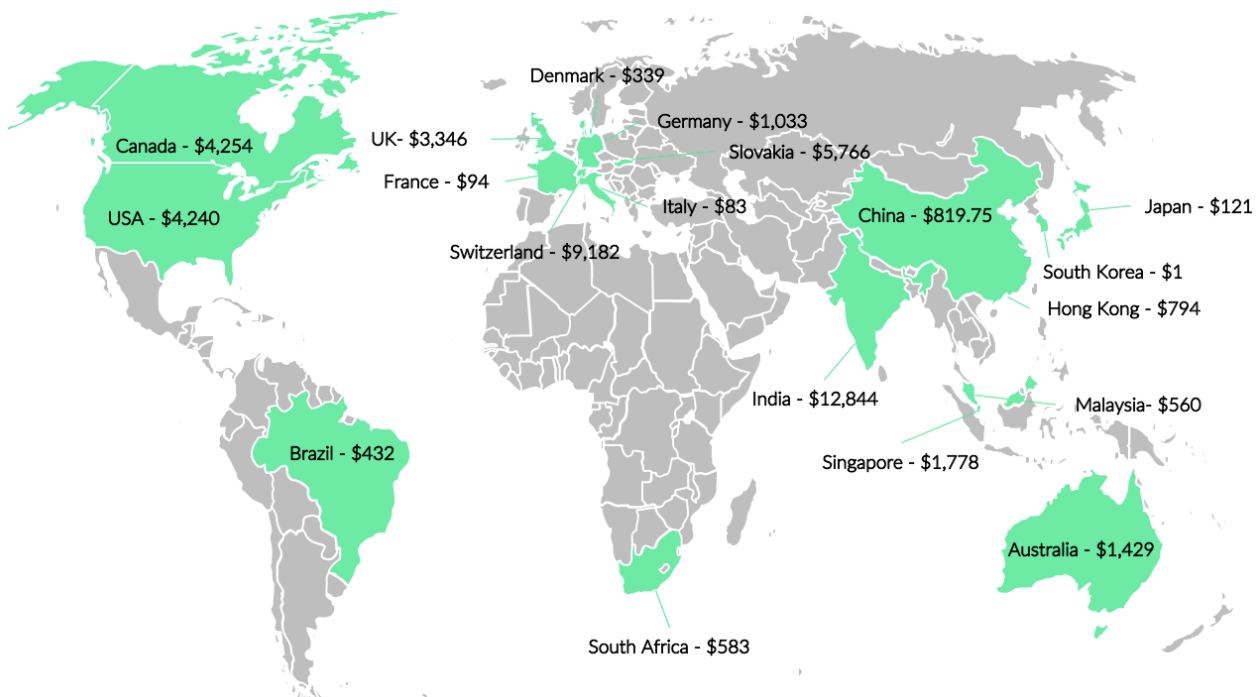 Denmark - $339
Germany - $1,033
UK- $3,346
Canada - $4,254
Slovakia - $5,766
France - $94
Italy - $83
USA - $4,240
China - $819.75
Japan - $121
Switzerland - $9,182
South Korea - $1
Hong Kong - $794
India - $12,844
Malaysia- $560
Brazil - $432
Singapore - $1,778
Australia - $1,429
South Africa - $583